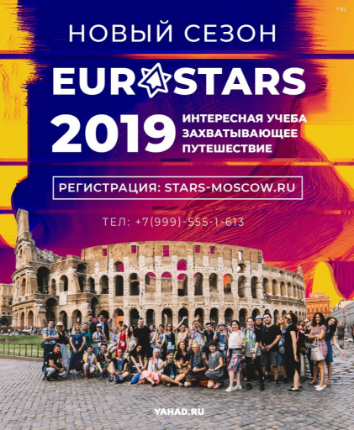 НОВЫЙ СЕЗОН
EUROSTARS
2019
ИНТЕРЕСНАЯ УЧЕБА
ЗАХВАТЫВАЮЩЕЕ
ПУТЕШЕСТВИЕ
РЕГИСТРАЦИЯ: STARS-MOSCOW.RU
ТЕЛ: +7(999)-555-1-613
YAHAD.RU